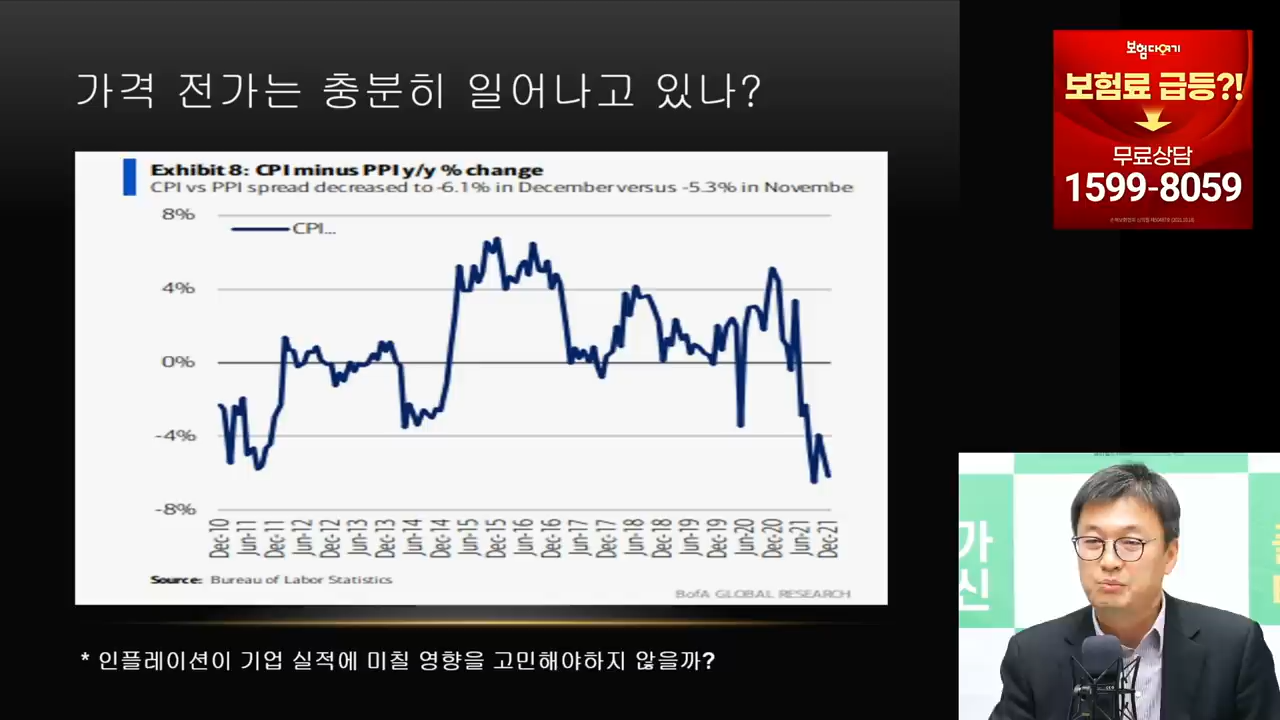 가격 전가는 충분히 일어나고 있나?
Exhibit 8: CPI minus PPI y/y % change
CPI vs PPI spread decreased to -6.1% in December versus -5.3% in Novembe
8%
CPI...
4%
0%
-4%
-8%
Dec-10
Jun-11
Dec-11
Jun-12
Dec-12
Jun-13
Dec-13
Jun-14
Dec-14
Jun-15
Dec-15
Jun-16
Dec-16
Jun-17
Dec-17
Jun-18
Dec-18
Jun-19
Dec-19
Jun-20
Dec-20
Jun-21
Dec-21
Source: Bureau of Labor Statistics
BofA GLOBAL RESEARCH
* 인플레이션이 기업 실적에 미칠 영향을 고민해야하지 않을까?
보험다모여기
보험료 급등?!
무료상담
1599-8059
가
신